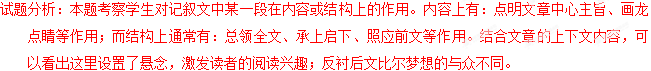 试题分析：本题考察学生对记叙文中某一段在内容或结构上的作用。内容上有：点明文章中心主旨、画龙
点睛等作用；而结构上通常有：总领全文、承上启下、照应前文等作用。结合文章的上下文内容，可
以看出这里设置了悬念，激发读者的阅读兴趣；反衬后文比尔梦想的与众不同。